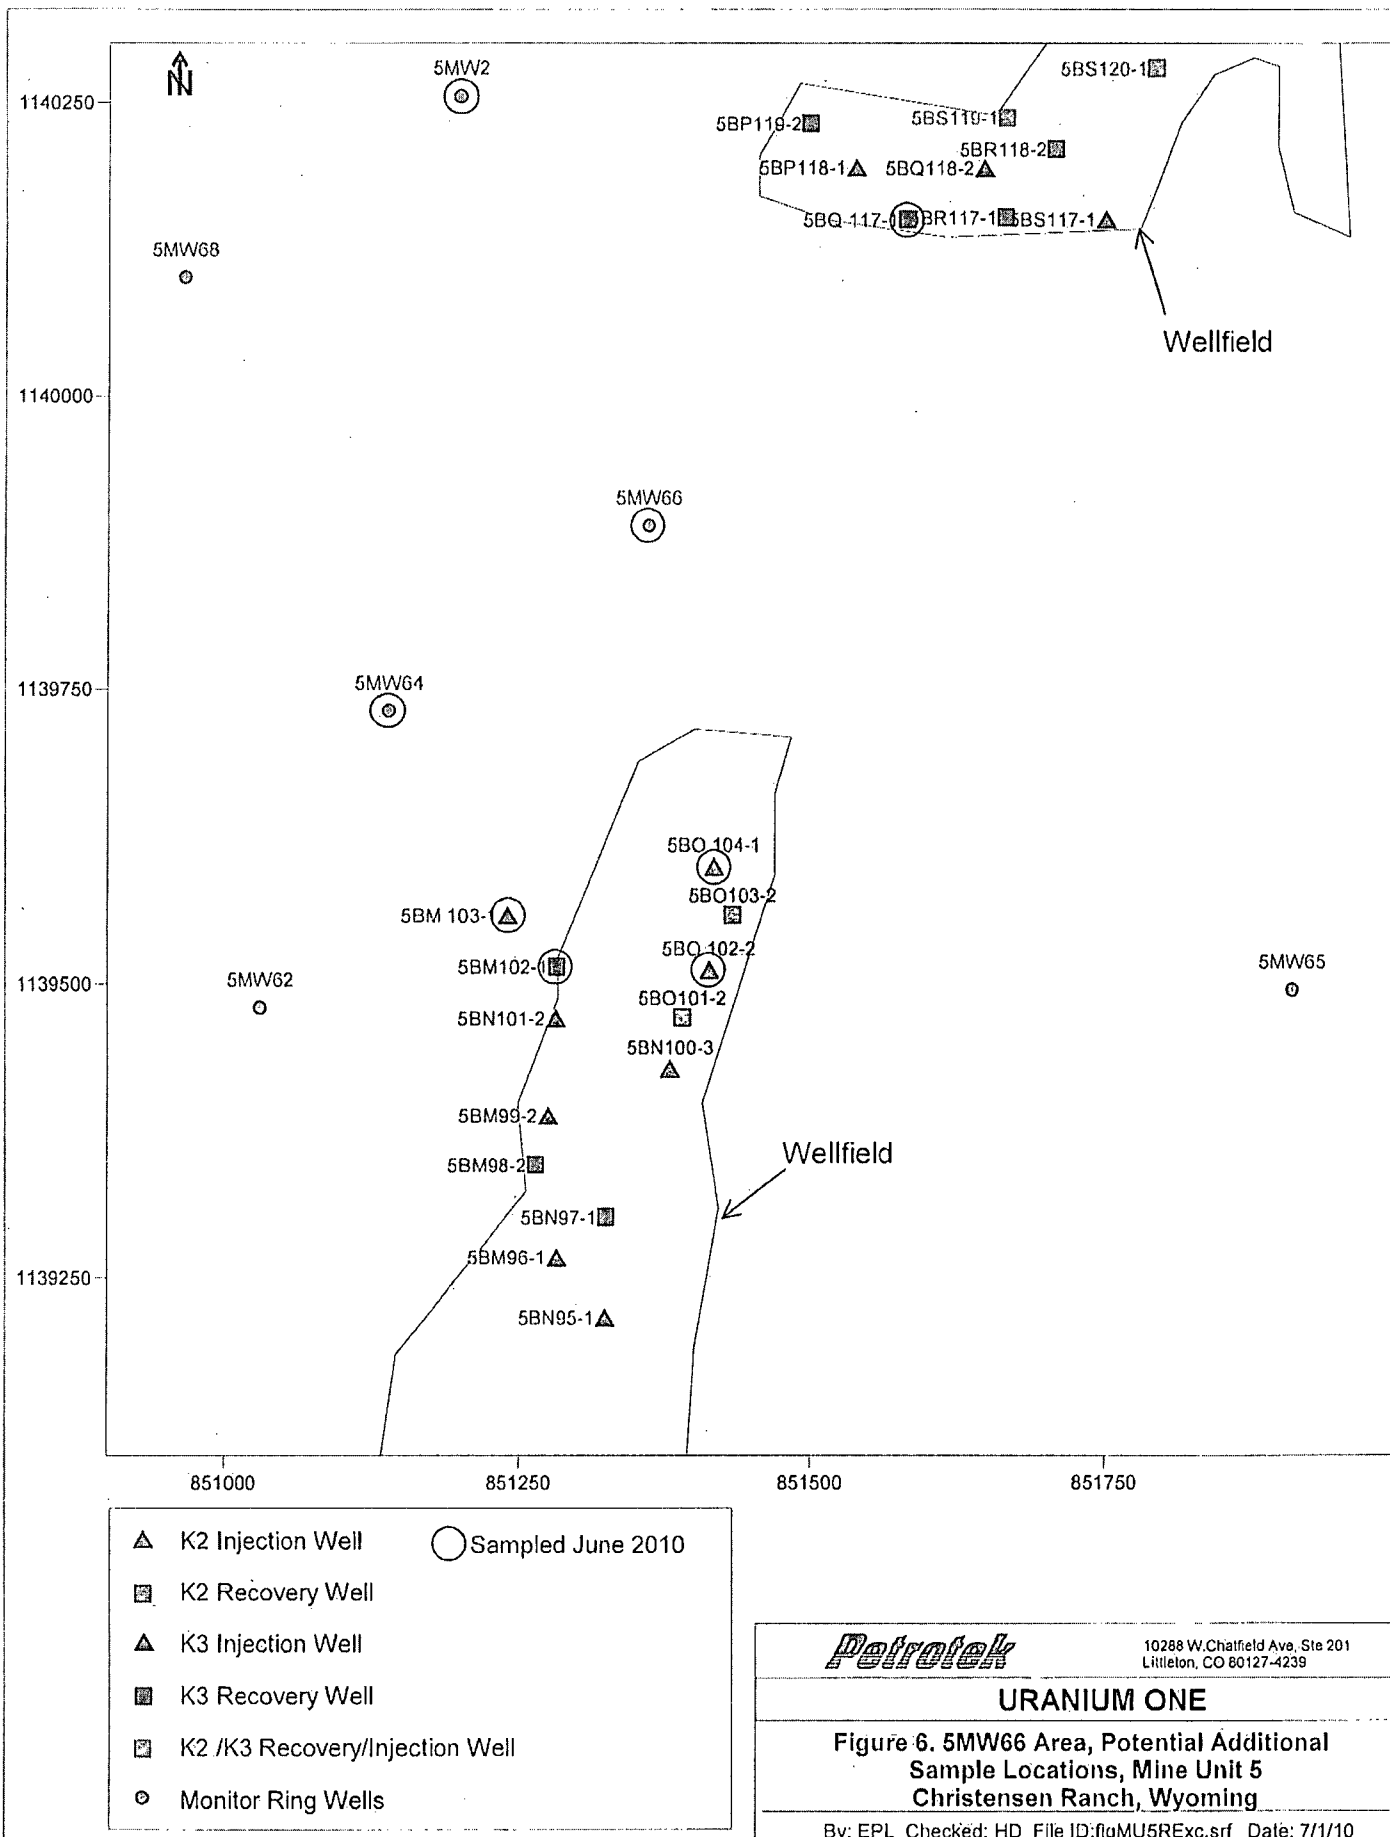 N
5MW2
5BS120-1
1140250
5BP119-2
5BS119-1
5BR118-2
5BP118-1
5BQ118-2
5BQ 117-1
BR117-1
5BS117-1
5MW68
Wellfield
1140000
5MW66
1139750
5MW64
5BO 104-1
5BO103-2
5BM 103-1
5BO 102-2
5BM102-1
5MW65
1139500
5MW62
5BO101-2
5BN101-2
5BN100-3
5BM99-2
Wellfield
5BM98-2
5BN97-1
5BM96-1
1139250
5BN95-1
851000
851250
851500
851750
K2 Injection Well
Sampled June 2010
K2 Recovery Well
K3 Injection Well
K3 Recovery Well
K2 /K3 Recovery/Injection Well
Monitor Ring Wells
Petrotek
10288 W.Chatfield Ave, Ste 201
Littleton, CO 80127-4239
URANIUM ONE
Figure 6. 5MW66 Area, Potential Additional
Sample Locations, Mine Unit 5
Christensen Ranch, Wyoming
By: EPL Checked: HD File ID:figMU5RExc.srf Date: 7/1/10